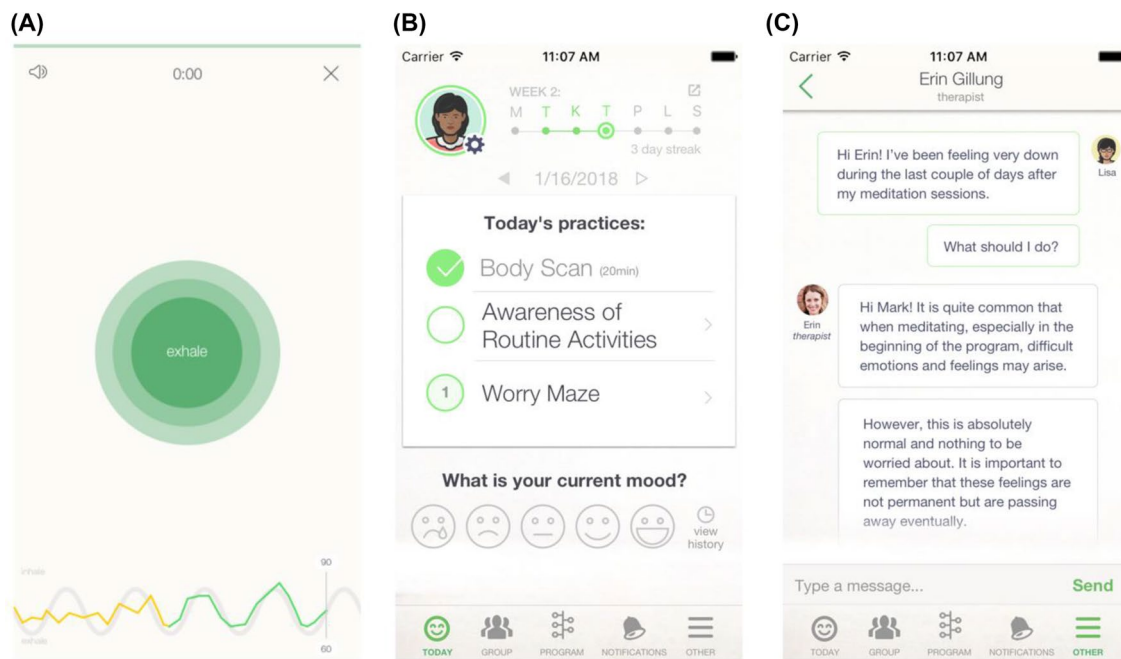 (A)
0:00
exhale
inhale
90
exhale
60
(B)
Carrier 11:07 AM
WEEK 2:
M T K T P L S
3 day streak
1/16/2018
Today's practices:
Body Scan (20min)
Awareness of
Routine Activities
1 Worry Maze
What is your current mood?
view
history
TODAY GROUP PROGRAM NOTIFICATIONS OTHER
(C)
Carrier 11:07 AM
Erin Gillung
therapist
Hi Erin! I've been feeling very down
during the last couple of days after
my meditation sessions.
Lisa
What should I do?
Erin
therapist
Hi Mark! It is quite common that
when meditating, especially in the
beginning of the program, difficult
emotions and feelings may arise.
However, this is absolutely
normal and nothing to be
worried about. It is important to
remember that these feelings are
not permanent but are passing
away eventually.
Type a message... Send
TODAY GROUP PROGRAM NOTIFICATIONS OTHER